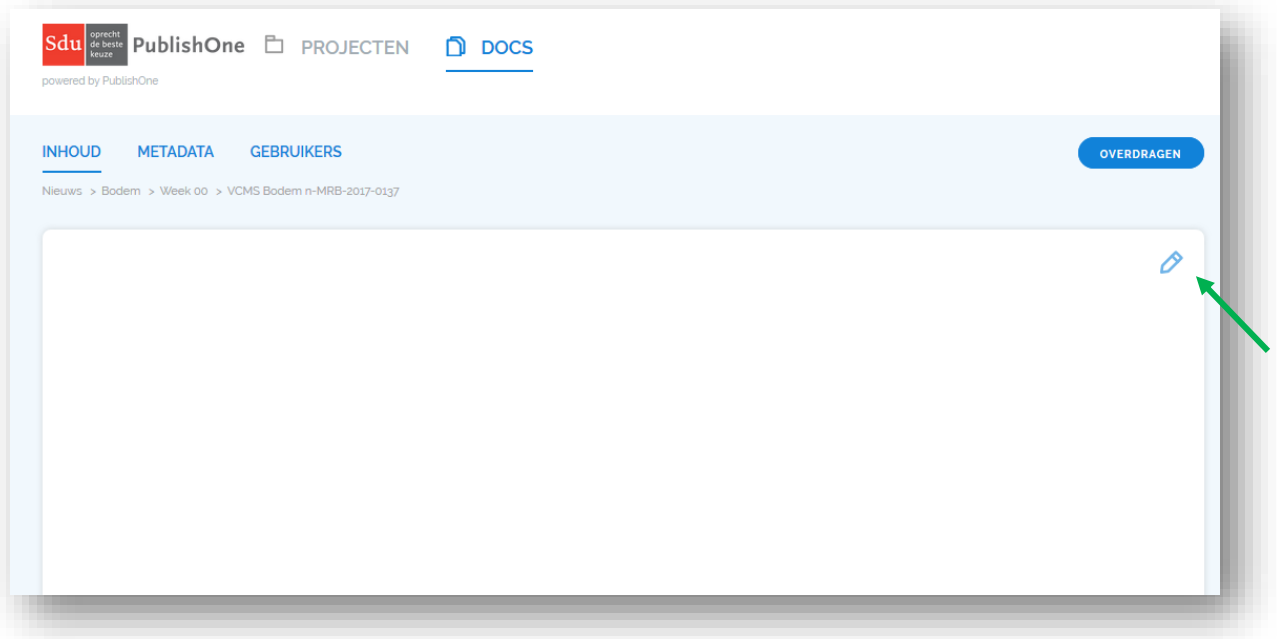 Sdu oprecht de beste keuze PublishOne PROJECTEN DOCS
powered by PublishOne
INHOUD METADATA GEBRUIKERS OVERDRAGEN
Nieuws > Bodem > Week 00 > VCMS Bodem n-MRB-2017-0137